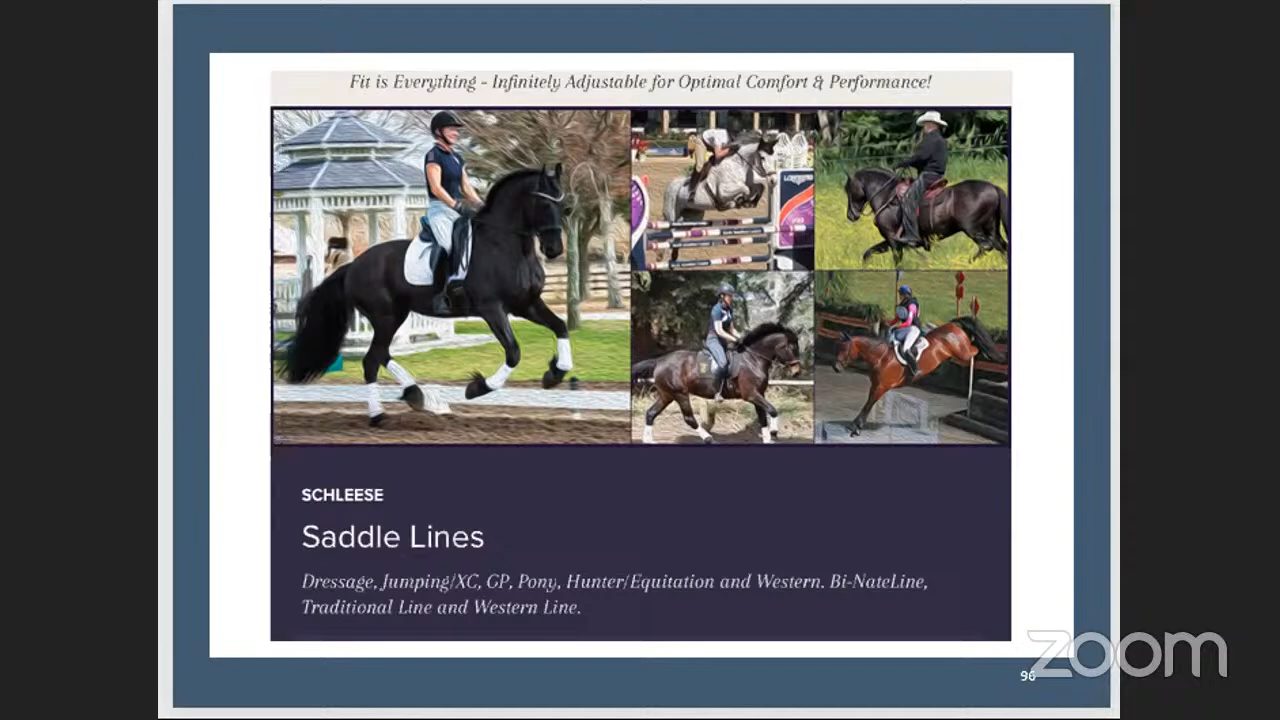 Fit is Everything - Infinitely Adjustable for Optimal Comfort & Performance!
LONGINES
SCHLEESE
Saddle Lines
Dressage, Jumping/XC, GP, Pony, Hunter/Equitation and Western. Bi-NateLine,
Traditional Line and Western Line.
96
zoom